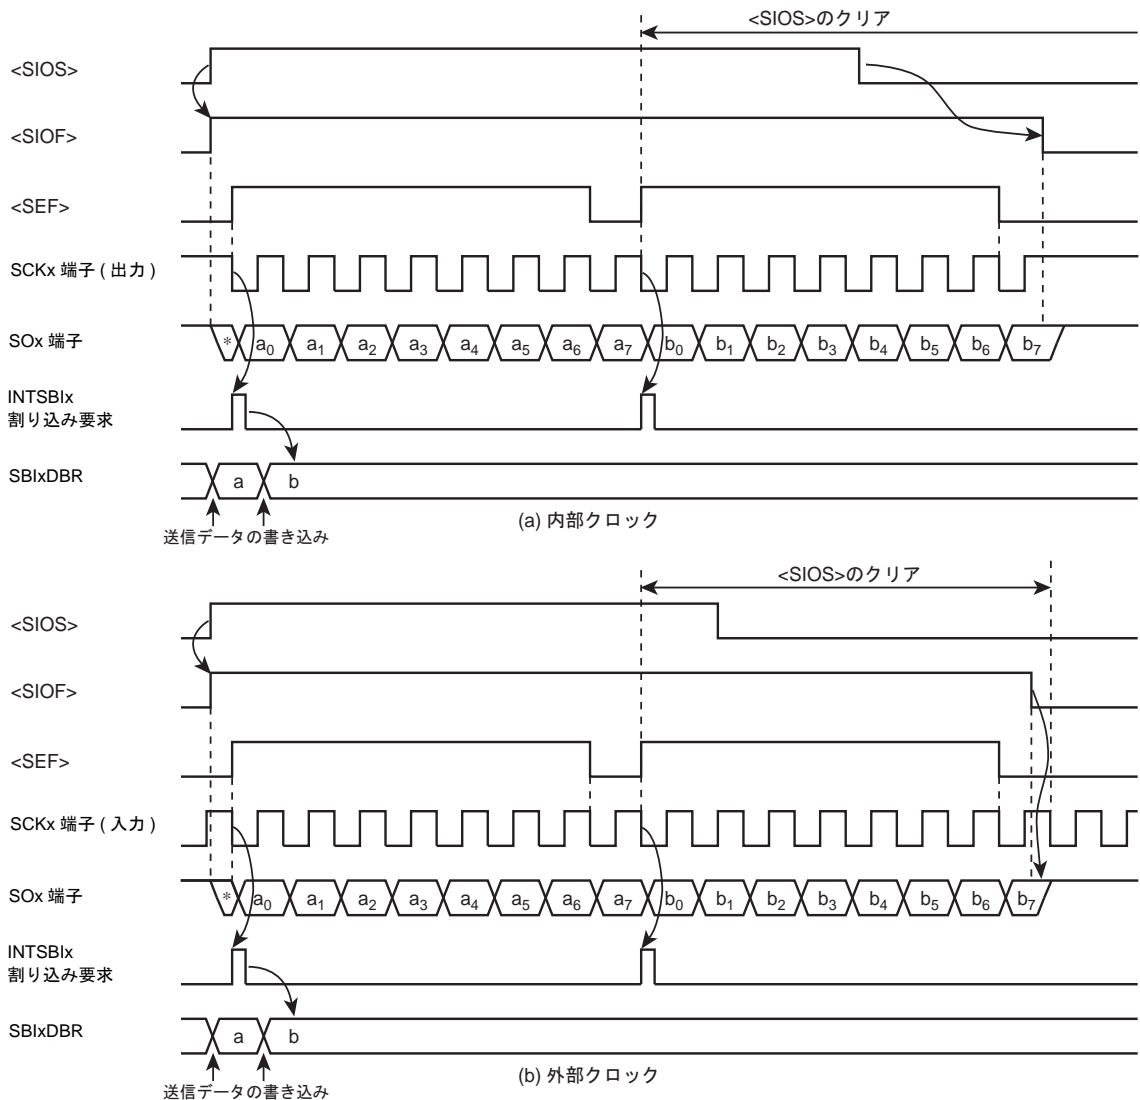 <SIOS>のクリア
<SIOS>
<SIOF>
<SEF>
SCKx 端子 ( 出力 )
SOx 端子
* a0 a1 a2 a3 a4 a5 a6 a7 b0 b1 b2 b3 b4 b5 b6 b7
INTSBIx
割り込み要求
SBIxDBR
a b
(a) 内部クロック
送信データの書き込み
<SIOS>のクリア
<SIOS>
<SIOF>
<SEF>
SCKx 端子 ( 入力 )
SOx 端子
* a0 a1 a2 a3 a4 a5 a6 a7 b0 b1 b2 b3 b4 b5 b6 b7
INTSBIx
割り込み要求
SBIxDBR
a b
(b) 外部クロック
送信データの書き込み